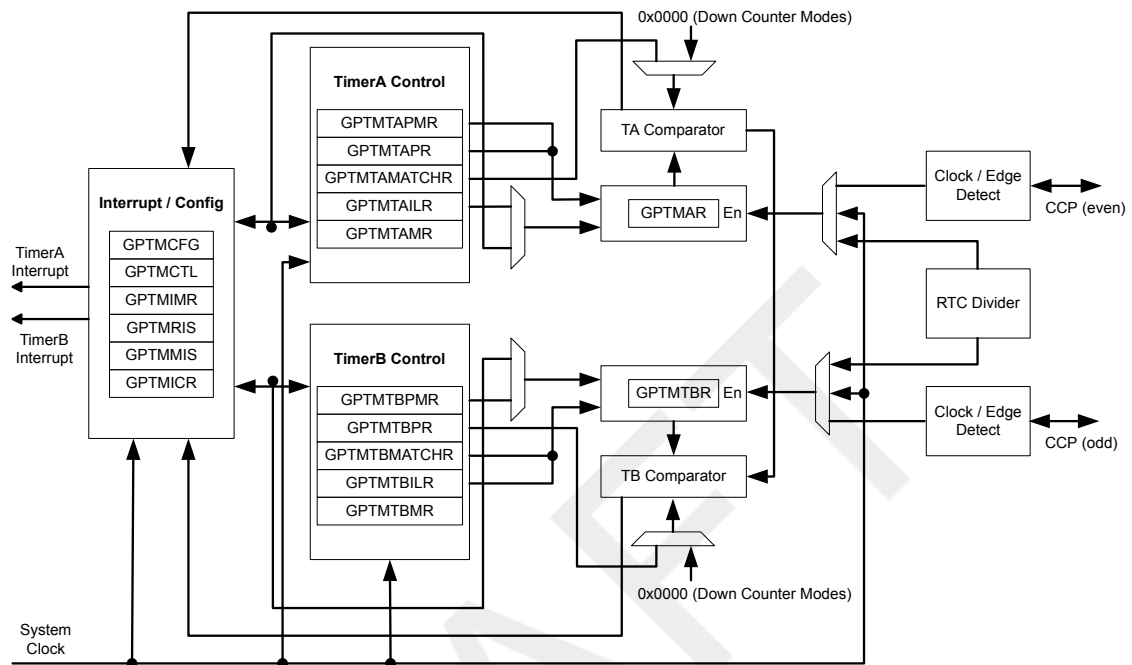 0x0000 (Down Counter Modes)
TimerA Control
GPTMTAPMR
GPTMTAPR
GPTMTAMATCHR
GPTMTAILR
GPTMTAMR
TA Comparator
GPTMAR
En
Clock / Edge
Detect
CCP (even)
Interrupt / Config
GPTMCFG
GPTMCTL
GPTMIMR
GPTMRIS
GPTMMIS
GPTMICR
TimerA
Interrupt
TimerB
Interrupt
RTC Divider
TimerB Control
GPTMTBPMR
GPTMTBPR
GPTMTBMATCHR
GPTMTBILR
GPTMTBMR
GPTMTBR
En
TB Comparator
Clock / Edge
Detect
CCP (odd)
0x0000 (Down Counter Modes)
System
Clock